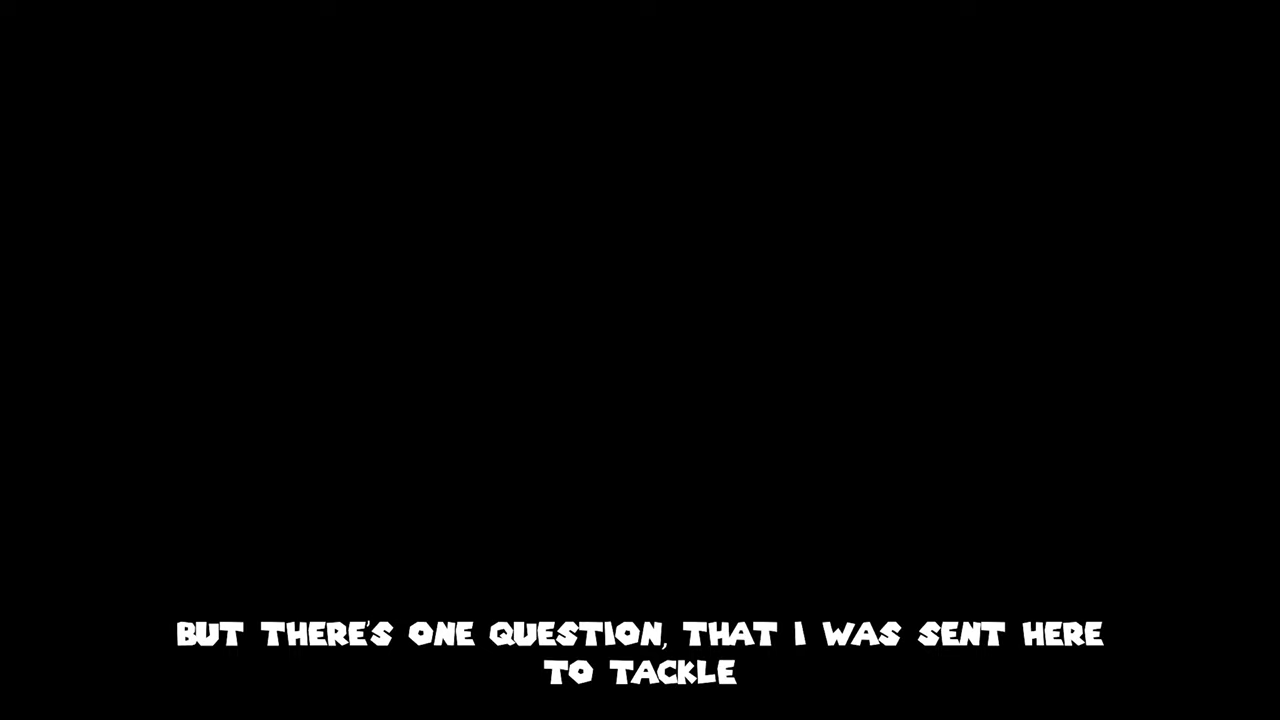 BUT THERE'S ONE QUESTION, THAT I WAS SENT HERE
TO TACKLE